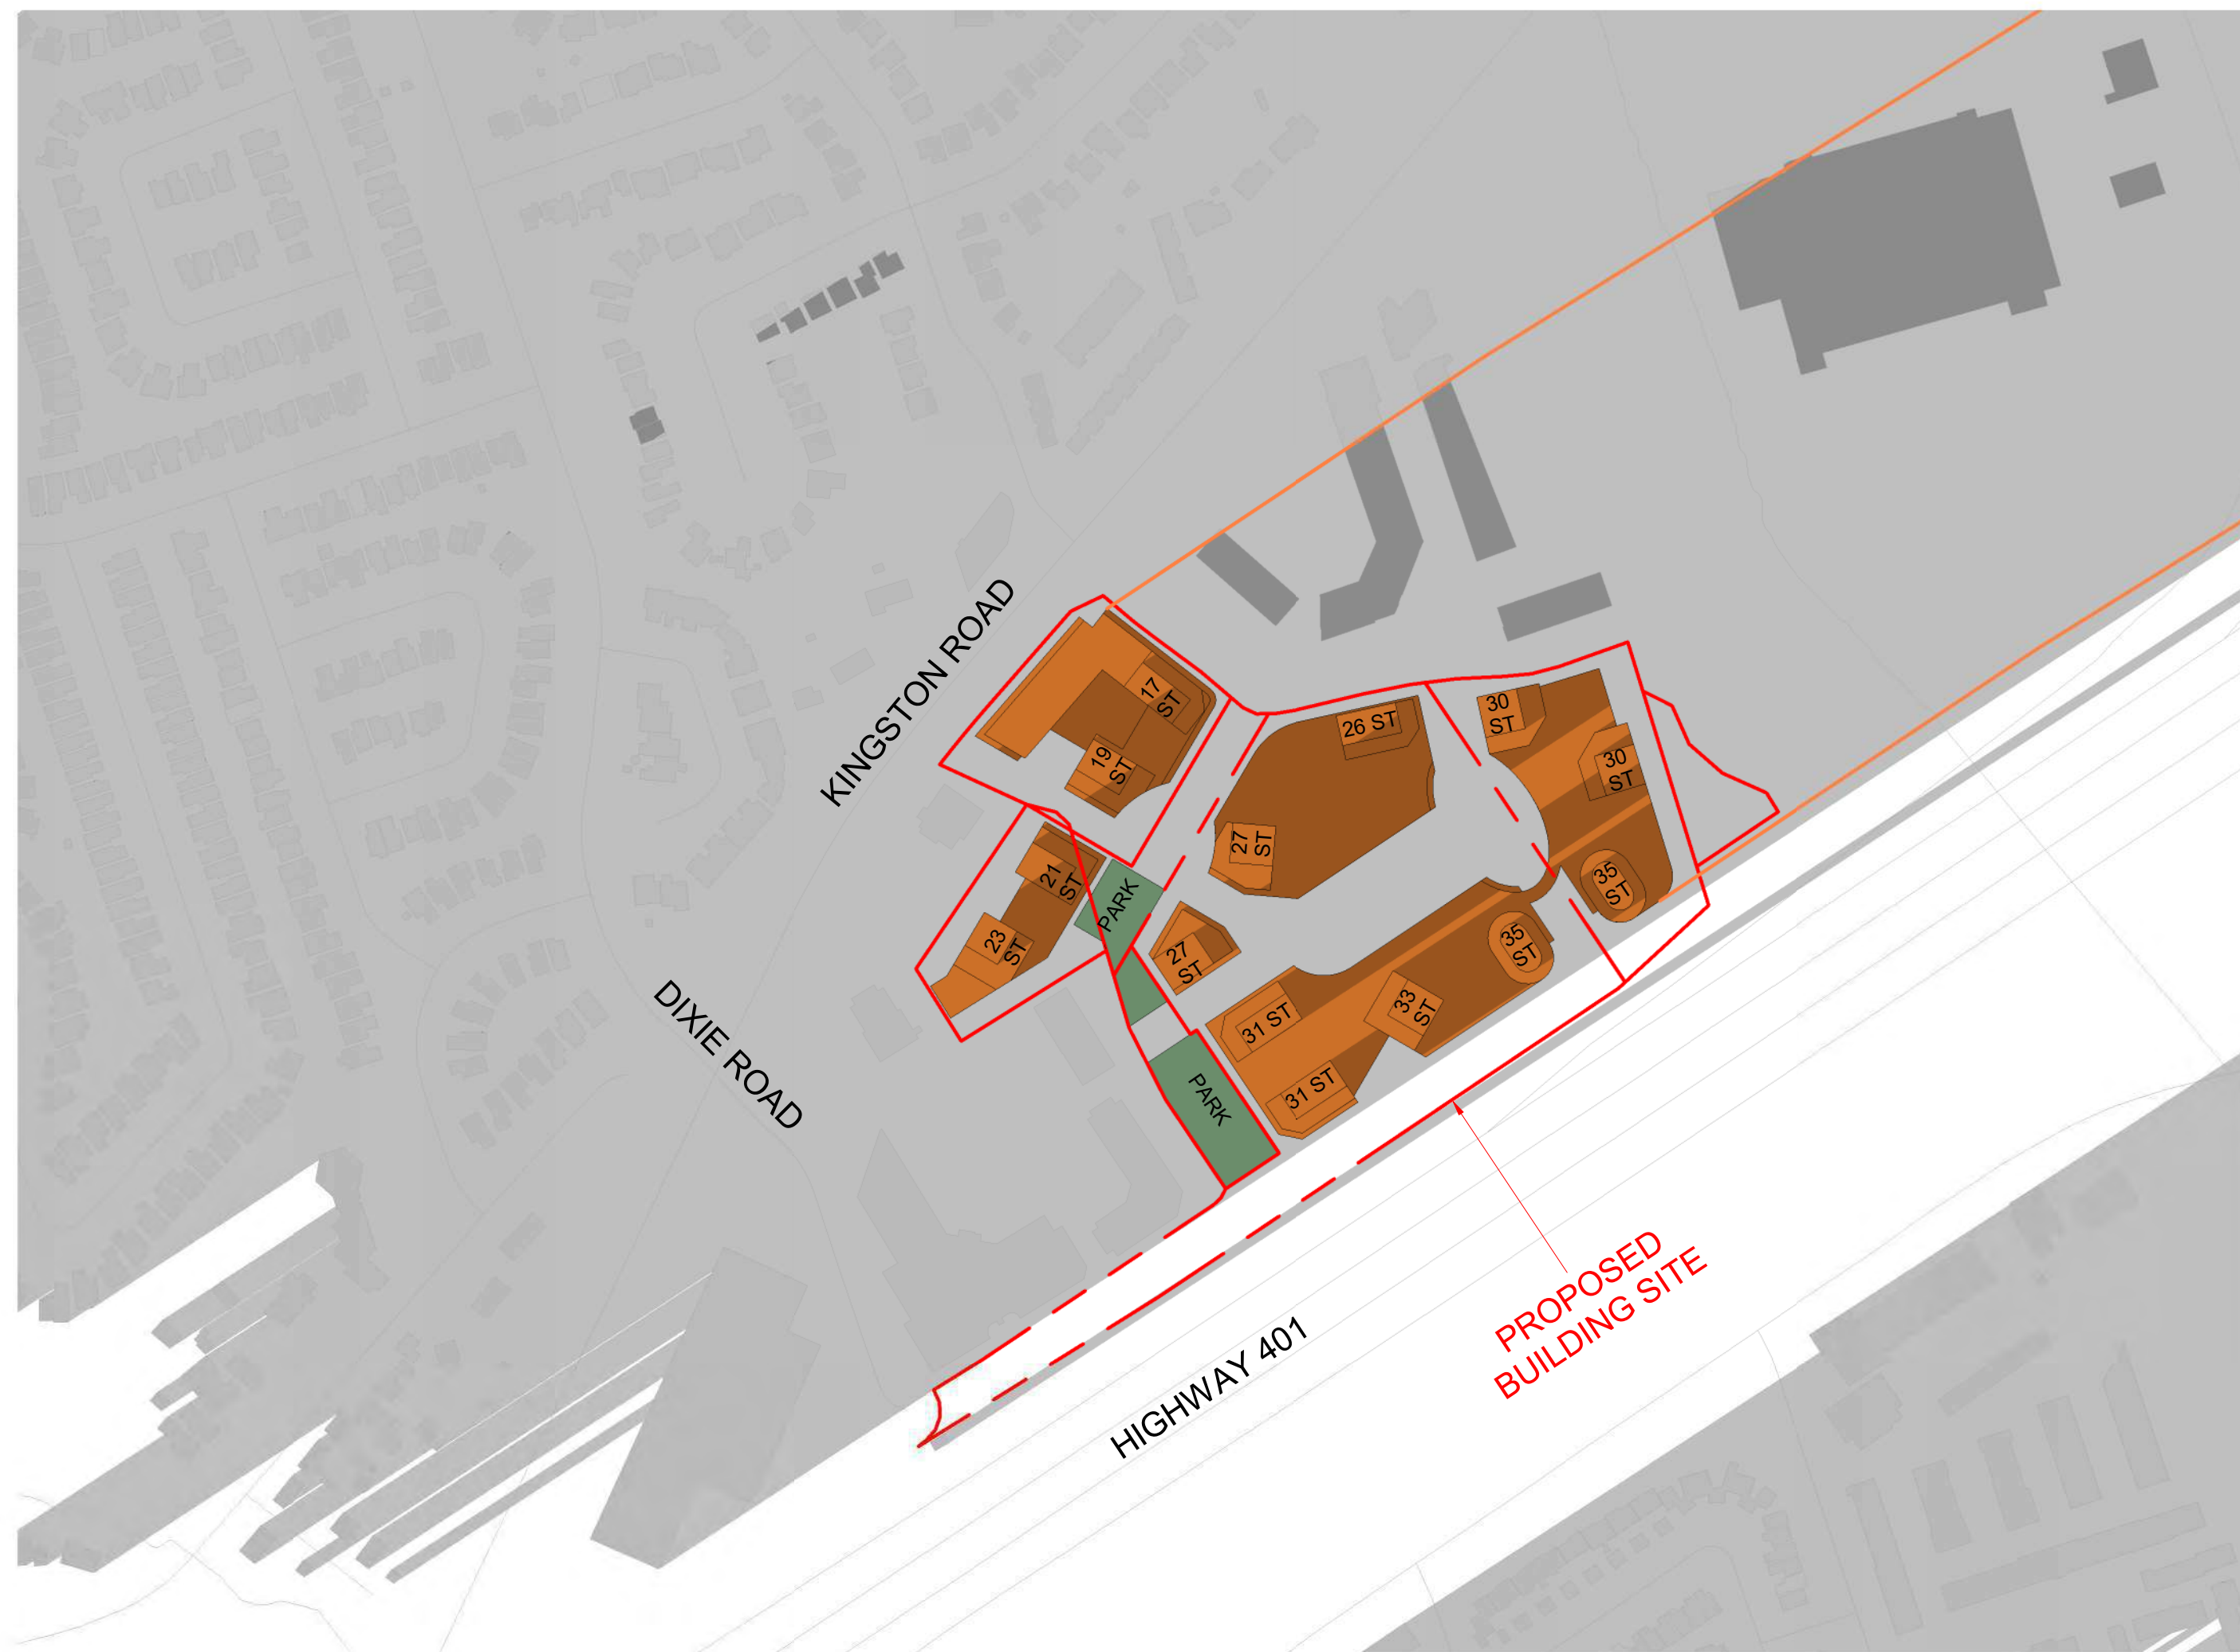 KINGSTON ROAD
17
ST
19
ST
26 ST
30
ST
30
ST
27
ST
21
ST
35
ST
PARK
23
ST
27
ST
35
ST
33
ST
31 ST
31 ST
PARK
DIXIE ROAD
HIGHWAY 401
PROPOSED
BUILDING SITE